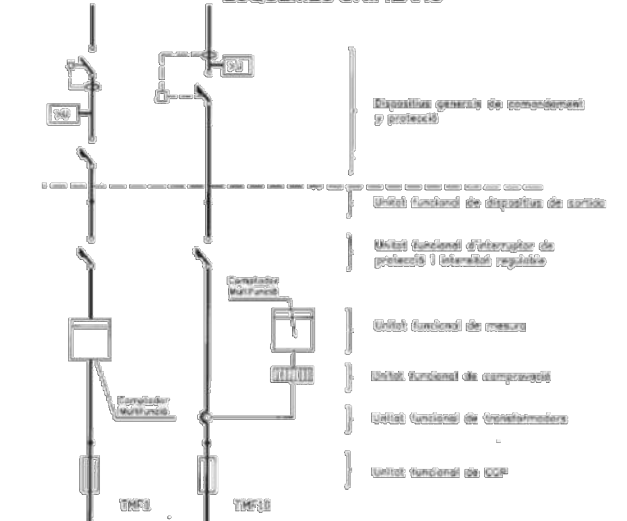 Dispositius generals de comandament
y protecció
Unitat funcional de dispositius de sortida
Unitat funcional d'interruptor de
protecció i intensitat regulable
Comptador
Multifunció
Unitat funcional de mesura
Unitat funcional de comprovació
Comptador
Multifunció
Unitat funcional de transformadors
Unitat funcional de CGP
TMF1
TMF10